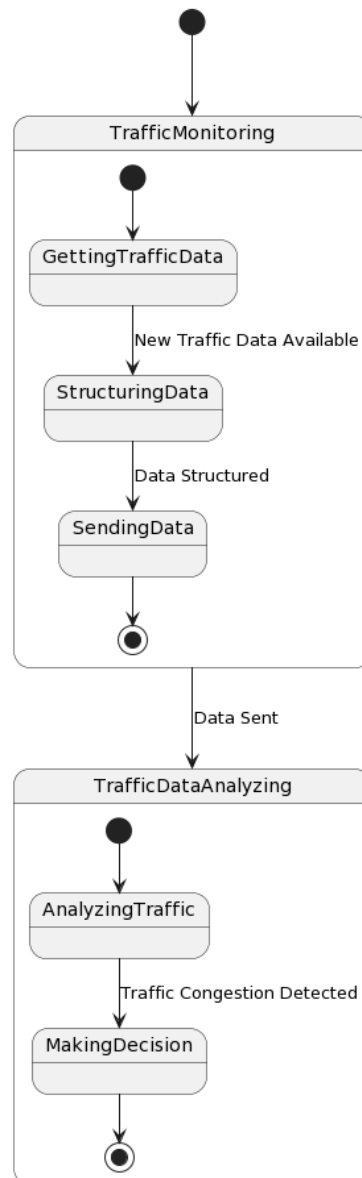 TrafficMonitoring
GettingTrafficData
New Traffic Data Available
StructuringData
Data Structured
SendingData
Data Sent
TrafficDataAnalyzing
AnalyzingTraffic
Traffic Congestion Detected
MakingDecision